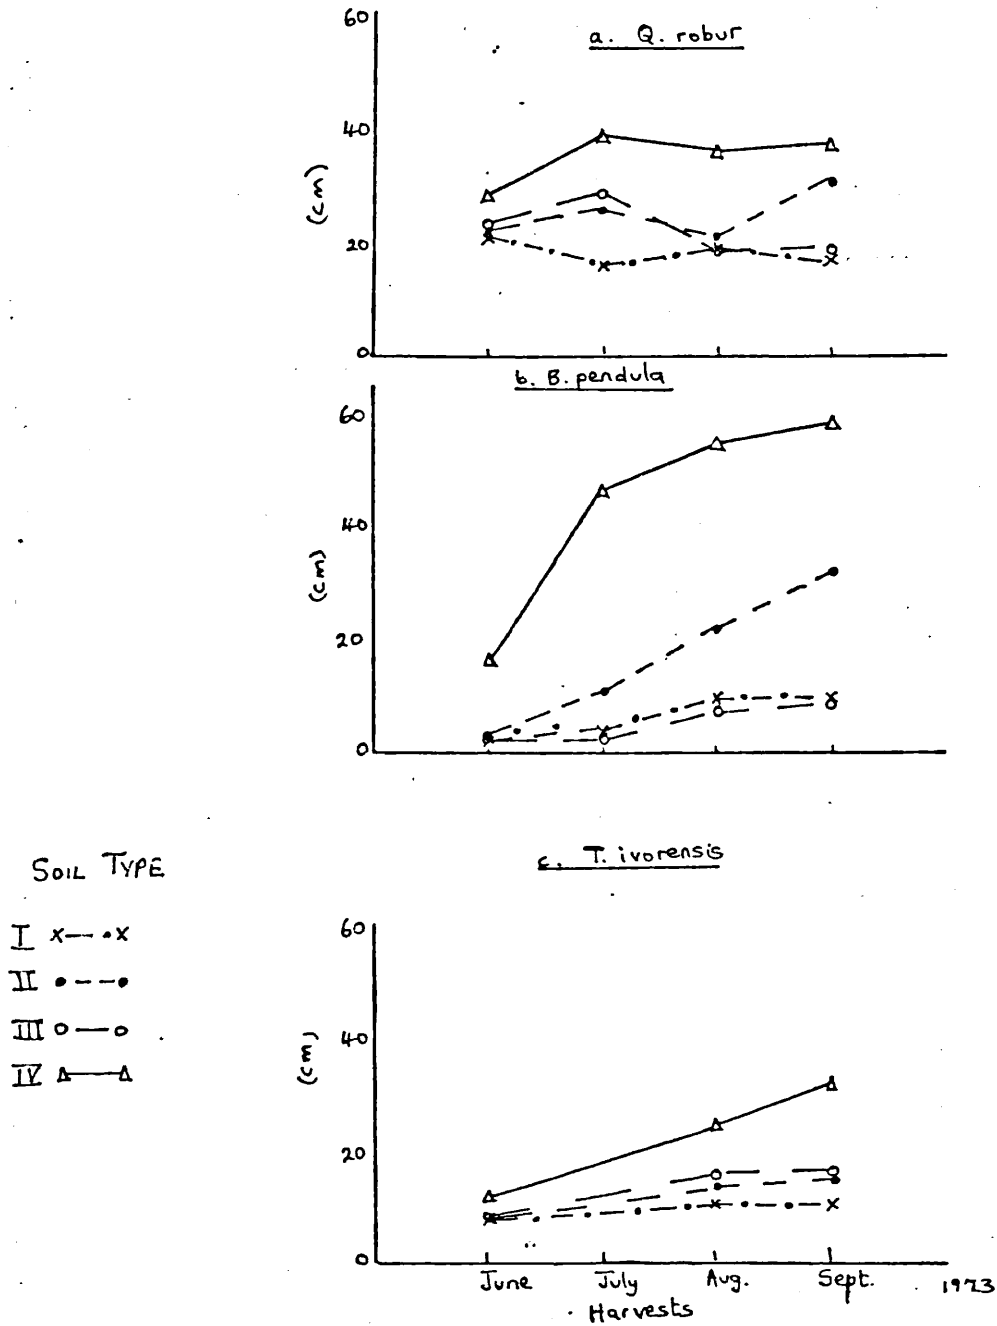 a. Q. robur
60
40
20
0
(cm)
b. B. pendula
60
40
20
0
(cm)
SOIL TYPE
I
II
III
IV
c. T. ivorensis
60
40
20
0
(cm)
June July Aug. Sept. 1973
Harvests